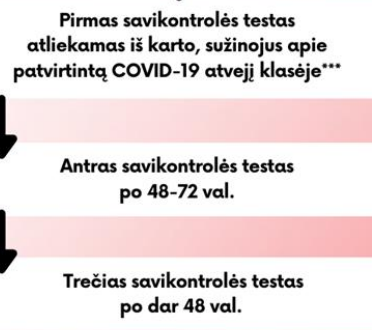 Pirmas savikontrolės testas
atliekamas iš karto, sužinojus apie
patvirtintą COVID-19 atvejį klasėje***
Antras savikontrolės testas
po 48-72 val.
Trečias savikontrolės testas
po dar 48 val.